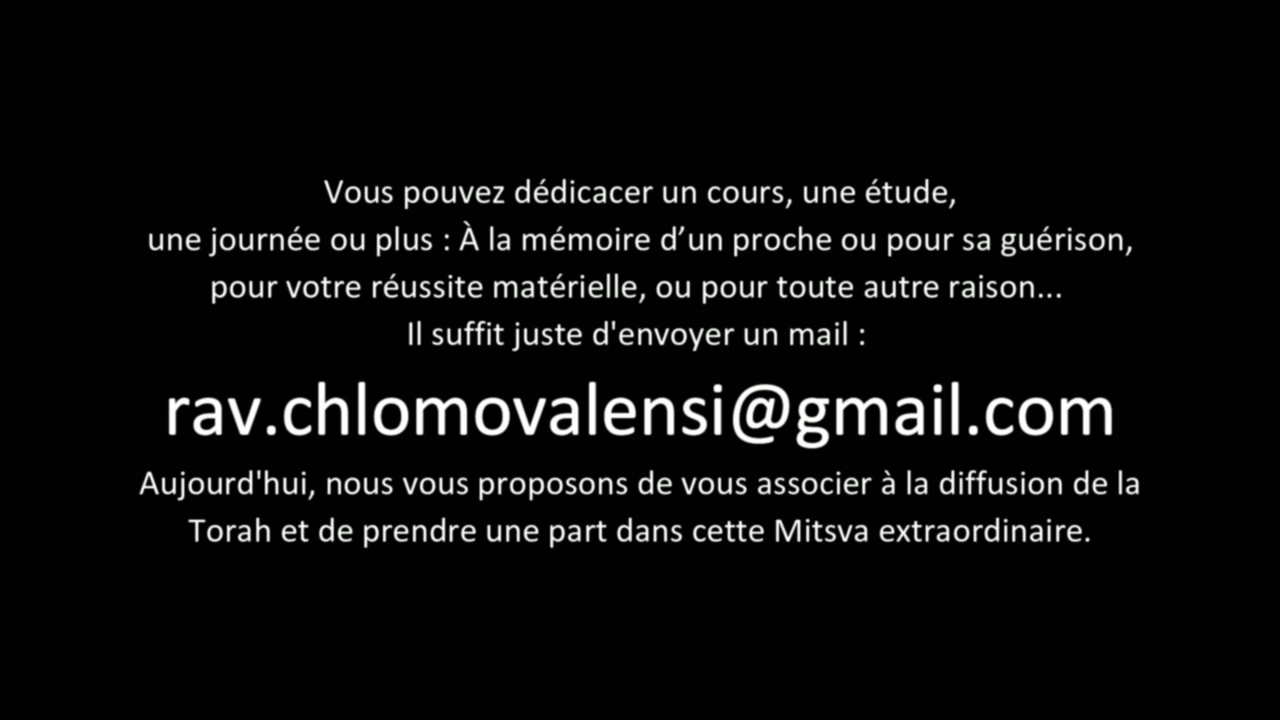 Vous pouvez dédicacer un cours, une étude,
une journée ou plus : À la mémoire d’un proche ou pour sa guérison,
pour votre réussite matérielle, ou pour toute autre raison...
Il suffit juste d'envoyer un mail :
rav.chlomovalensi@gmail.com
Aujourd'hui, nous vous proposons de vous associer à la diffusion de la
Torah et de prendre une part dans cette Mitsva extraordinaire.